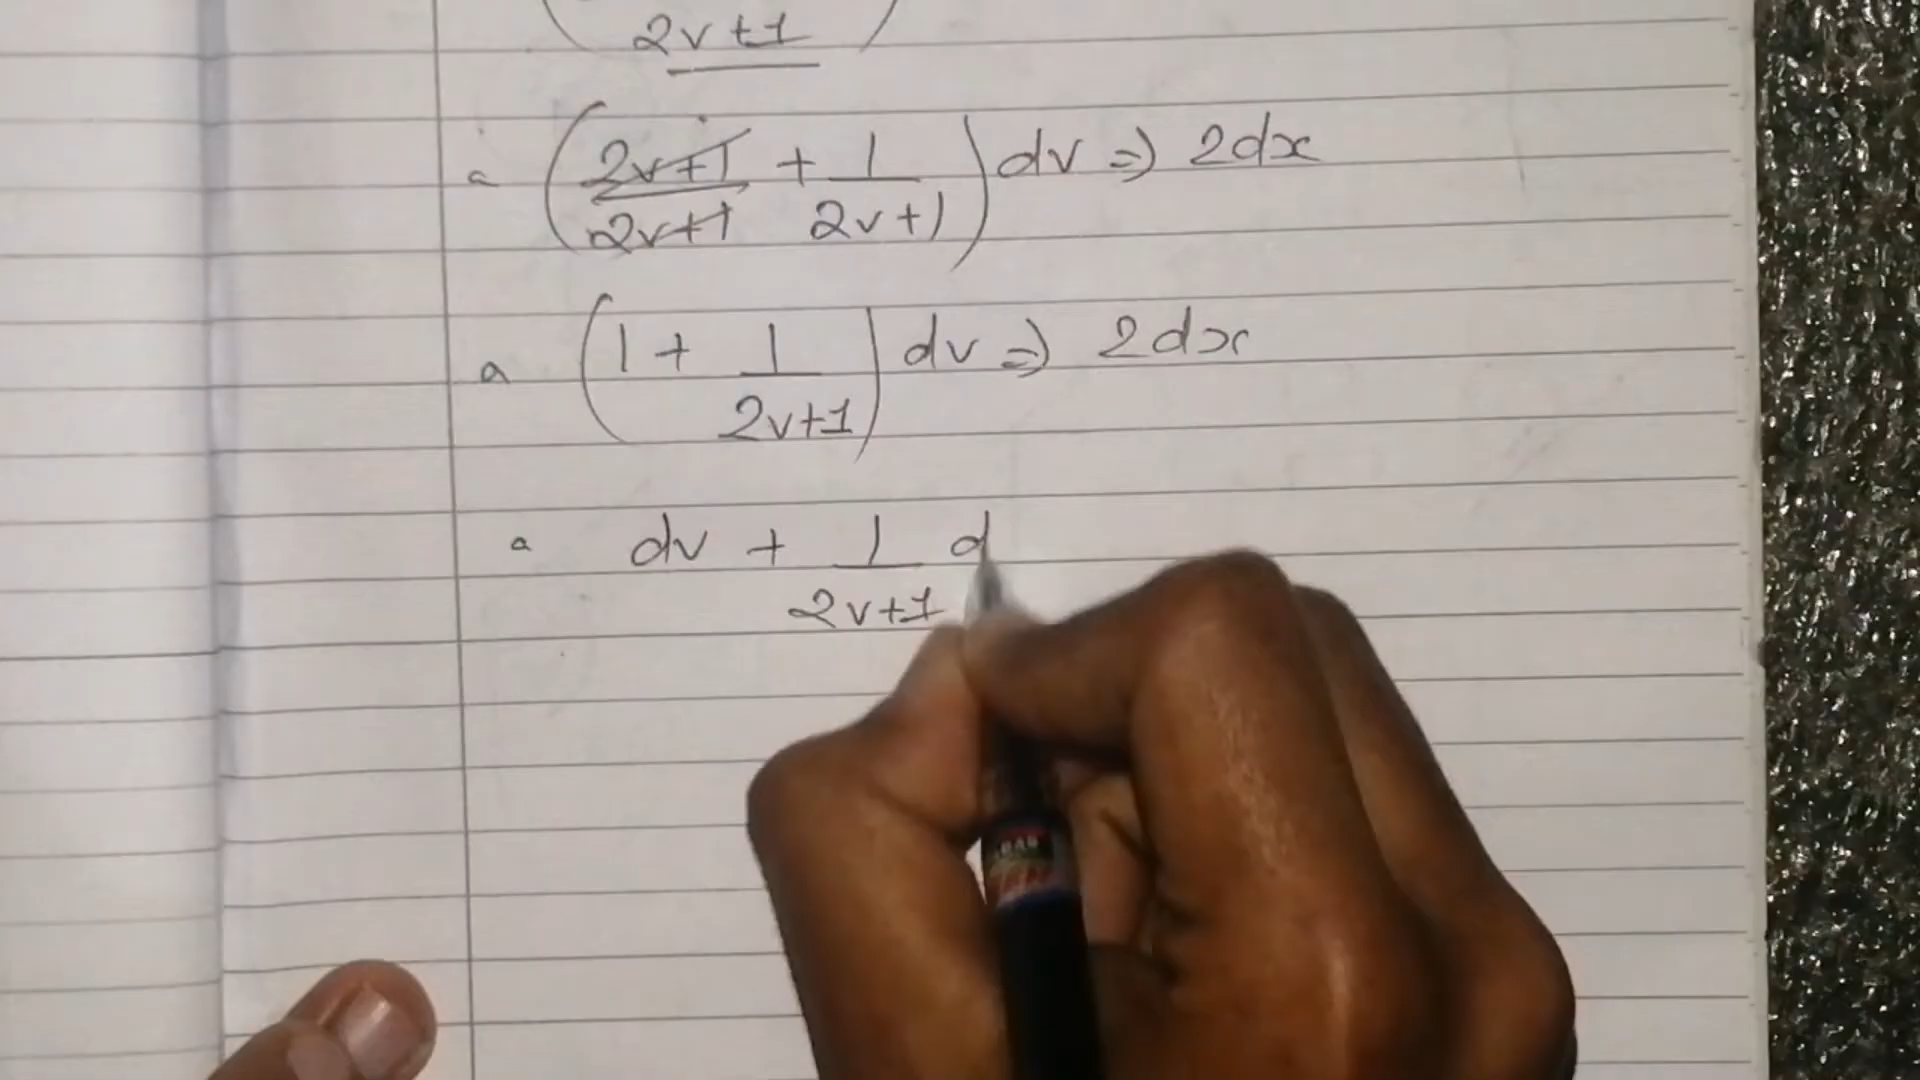 2v+1
a (2v+1/2v+1 + 1/2v+1) dv ⇒ 2dx
a (1 + 1/2v+1) dv ⇒ 2dx
a dv + 1/2v+1 d